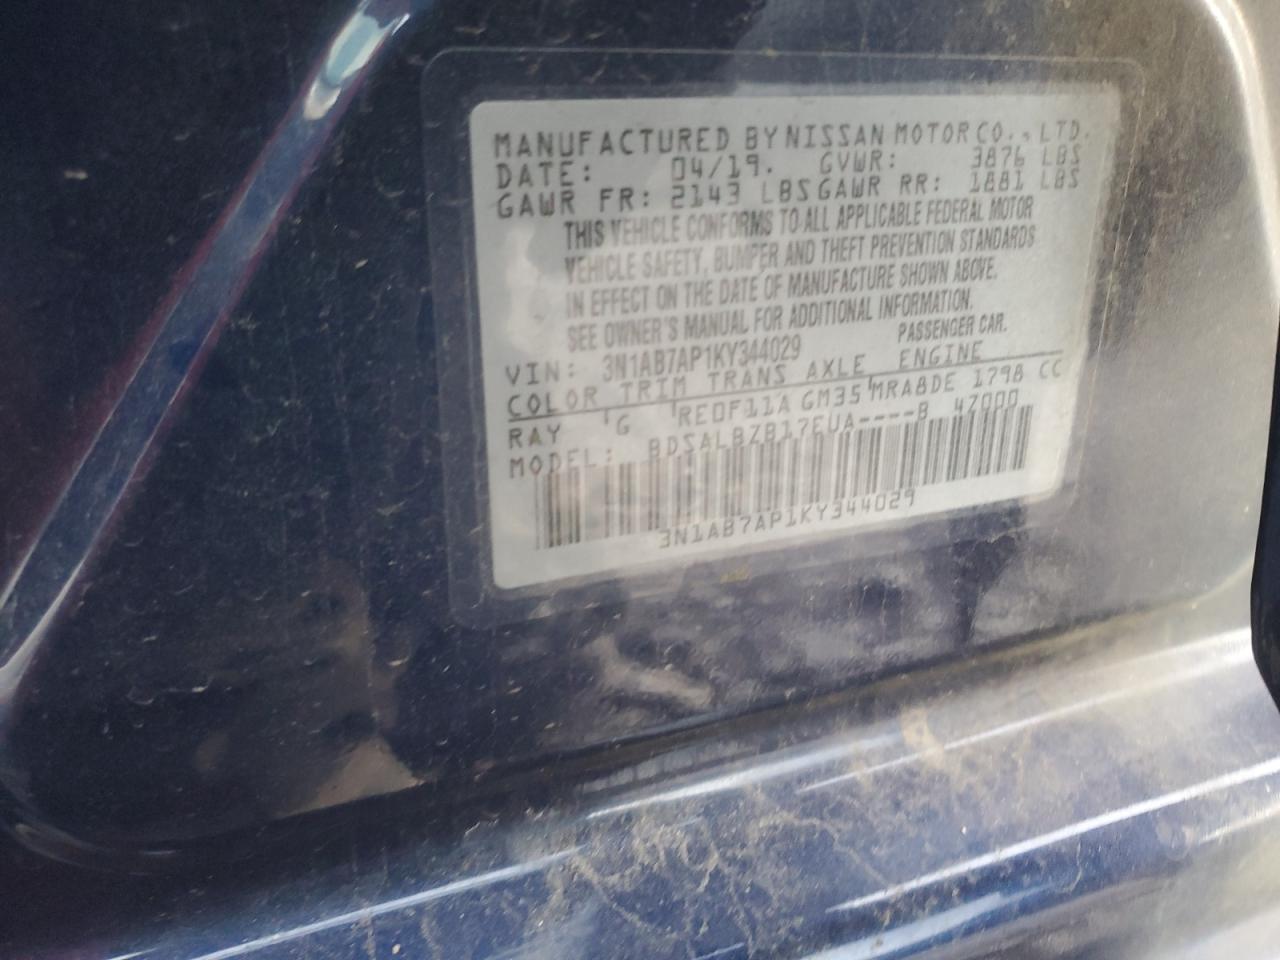 MANUFACTURED BY NISSAN MOTOR CO., LTD.
DATE: 04/19. GVWR: 3876 LBS
GAWR FR: 2143 LBS GAWR RR: 1881 LBS
THIS VEHICLE CONFORMS TO ALL APPLICABLE FEDERAL MOTOR
VEHICLE SAFETY, BUMPER AND THEFT PREVENTION STANDARDS
IN EFFECT ON THE DATE OF MANUFACTURE SHOWN ABOVE.
SEE OWNER'S MANUAL FOR ADDITIONAL INFORMATION.
VIN: 3N1AB7AP1KY344029 PASSENGER CAR.
COLOR TRIM TRANS AXLE ENGINE
RAY G RE0F11A GM35 MRA8DE 1798 CC
MODEL: BDSALBZB17EUA----B 47000
3N1AB7AP1KY344029